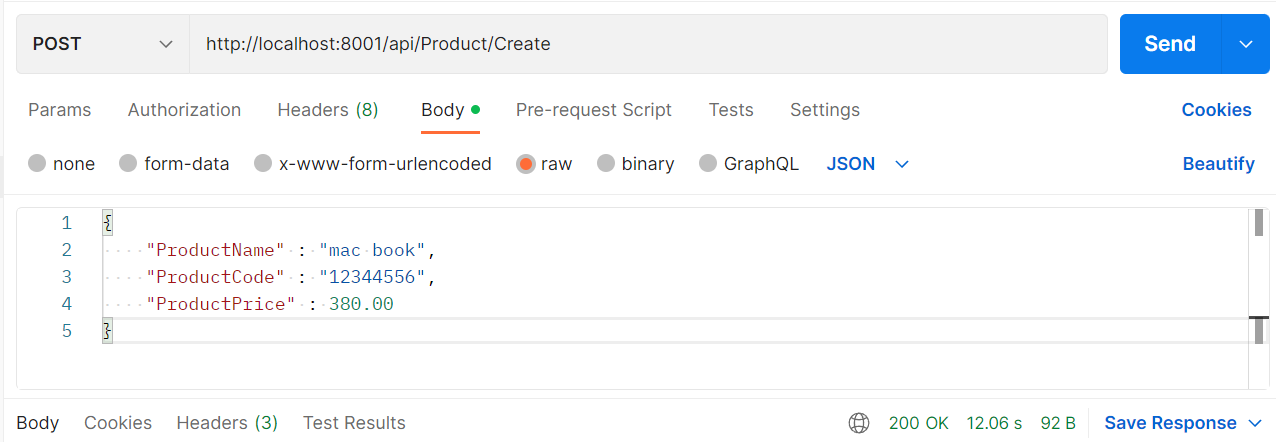 POST http://localhost:8001/api/Product/Create Send
Params Authorization Headers (8) Body Pre-request Script Tests Settings Cookies
none form-data x-www-form-urlencoded raw binary GraphQL JSON Beautify
1 {
2 "ProductName" : "mac book",
3 "ProductCode" : "12344556",
4 "ProductPrice" : 380.00
5 }
Body Cookies Headers (3) Test Results 200 OK 12.06 s 92 B Save Response